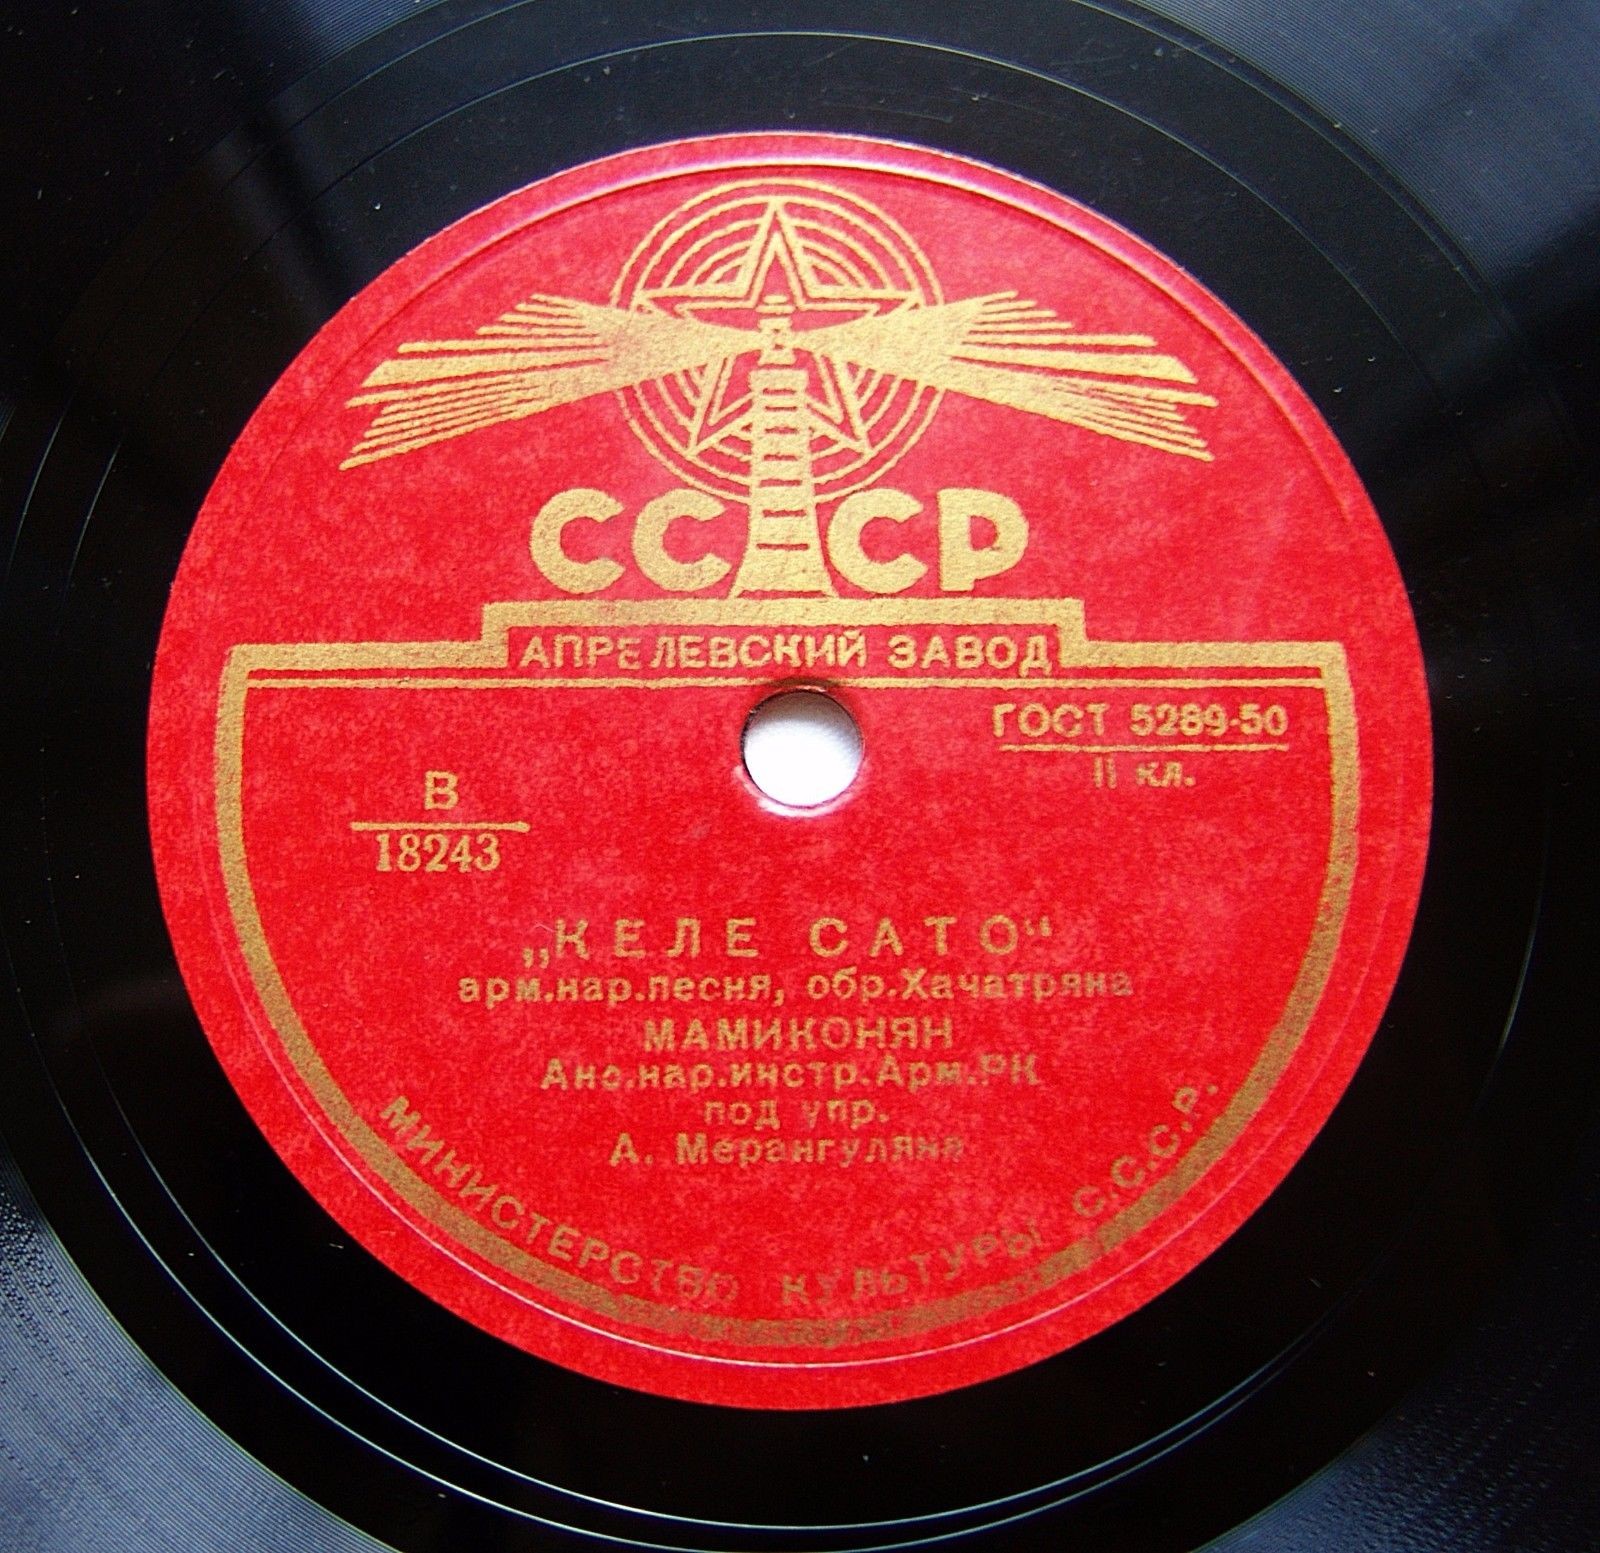 СССР
АПРЕЛЕВСКИЙ ЗАВОД
ГОСТ 5289-50
II кл.
В
18243
„КЕЛЕ САТО“
арм.нар.песня, обр.Хачатряна
МАМИКОНЯН
Анс.нар.инстр.Арм.РК
под упр.
А. Мерангуляна
МИНИСТЕРСТВО КУЛЬТУРЫ С.С.С.Р.